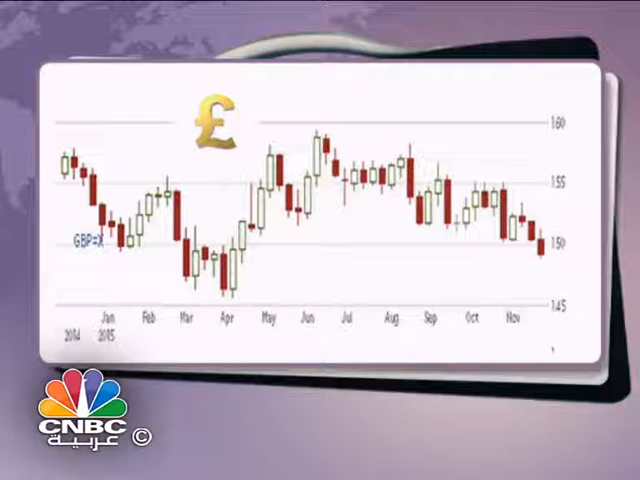 £
1.60
1.55
GBP=X
1.50
1.45
Jan Feb Mar Apr May Jun Jul Aug Sep Oct Nov
2014 2015
CNBC
عربية ©